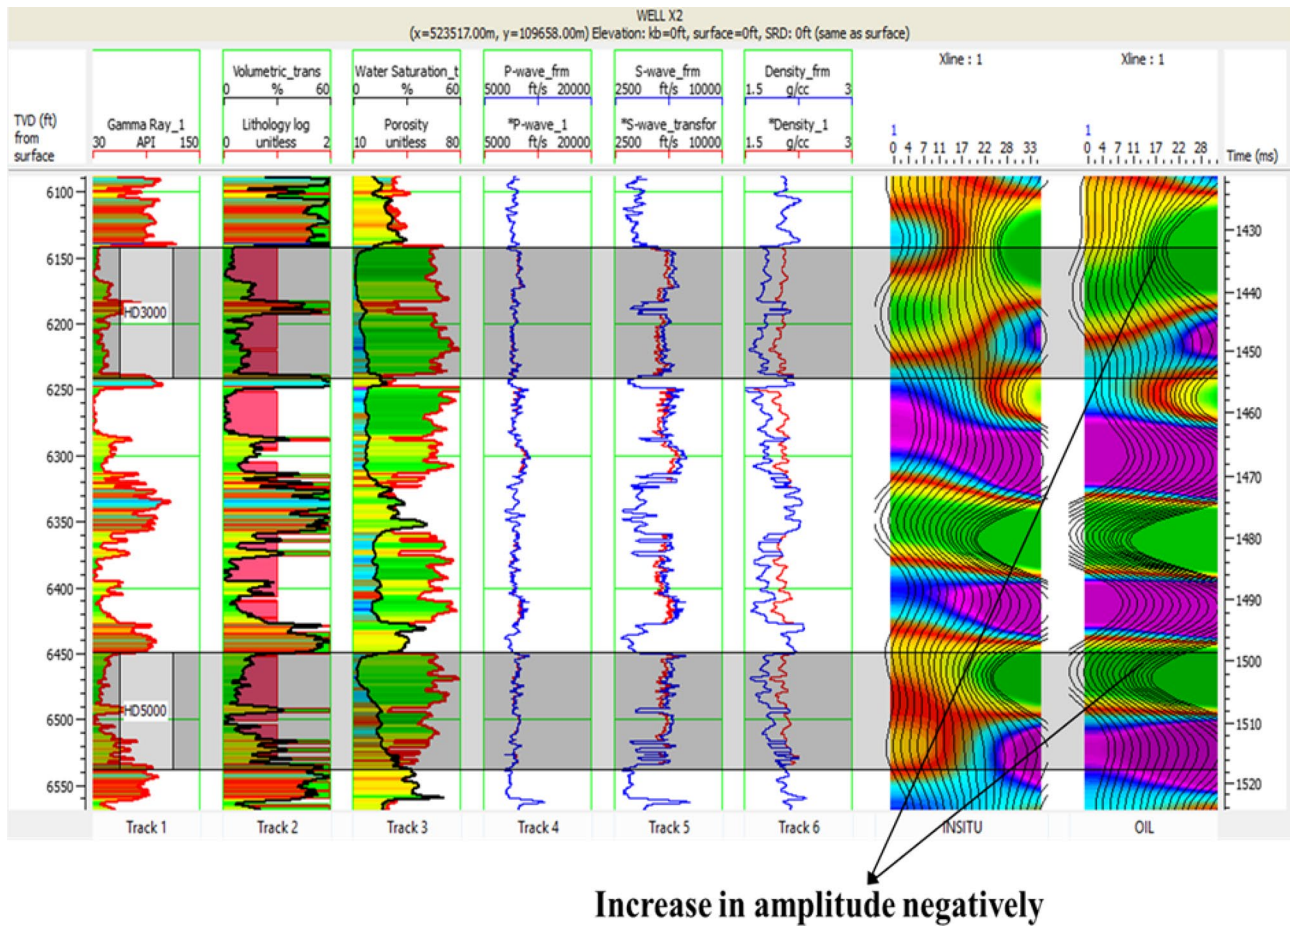 WELL X2
(x=523517.00m, y=109658.00m) Elevation: kb=0ft, surface=0ft, SRD: 0ft (same as surface)
Xline : 1 Xline : 1
Volumetric_trans Water Saturation_t P-wave_frm S-wave_frm Density_frm
0 % 60 0 % 60 5000 ft/s 20000 2500 ft/s 10000 1.5 g/cc 3
TVD (ft)
from
surface
Gamma Ray_1 Lithology log Porosity *P-wave_1 *S-wave_transfor *Density_1
30 API 150 0 unitless 2 10 unitless 80 5000 ft/s 20000 2500 ft/s 10000 1.5 g/cc 3
1 1
0 4 7 11 17 22 28 33 0 4 7 11 17 22 28 Time (ms)
6100
1430
6150
1440
HD3000
6200
1450
6250
1460
6300
1470
6350
1480
6400
1490
6450
1500
HD5000
6500
1510
6550
1520
Track 1 Track 2 Track 3 Track 4 Track 5 Track 6 INSITU OIL
Increase in amplitude negatively